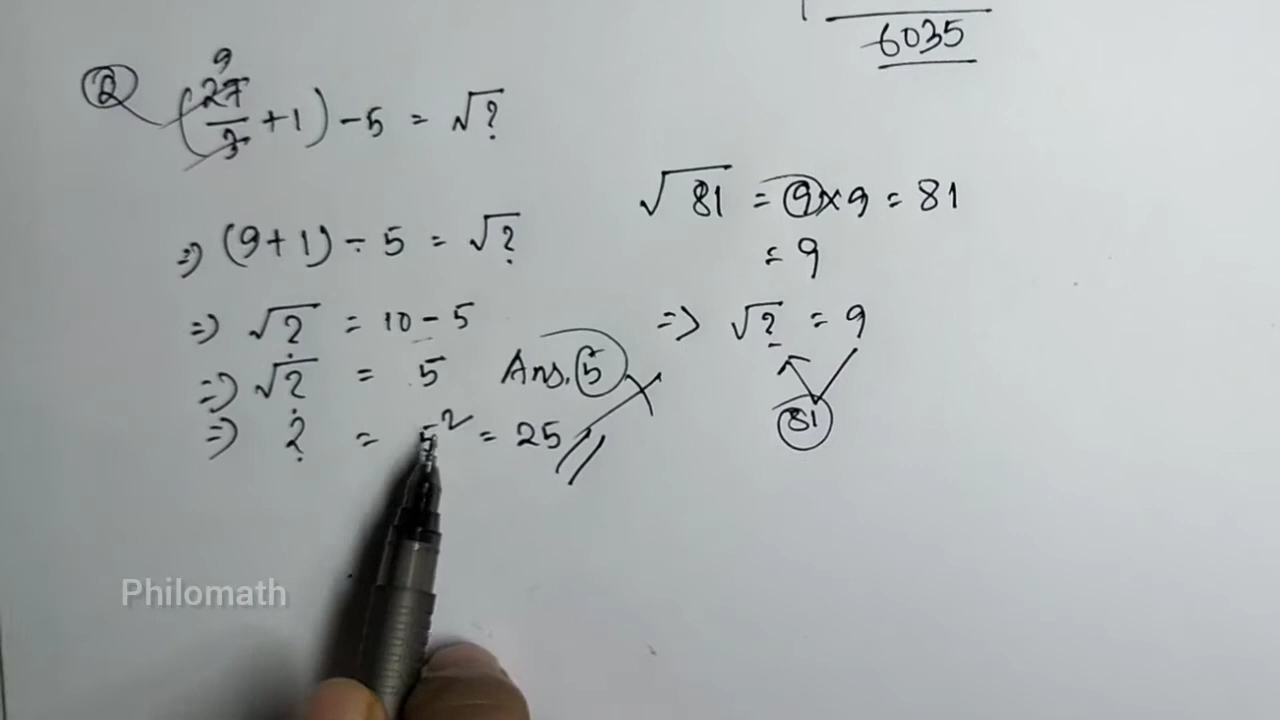 6035
Q (27/3 + 1) - 5 = √?
9
⇒ (9+1) - 5 = √?
⇒ √? = 10 - 5
⇒ √? = 5 Ans. 5
⇒ ? = 5² = 25
√81 = 9×9 = 81
= 9
⇒ √? = 9
81
Philomath